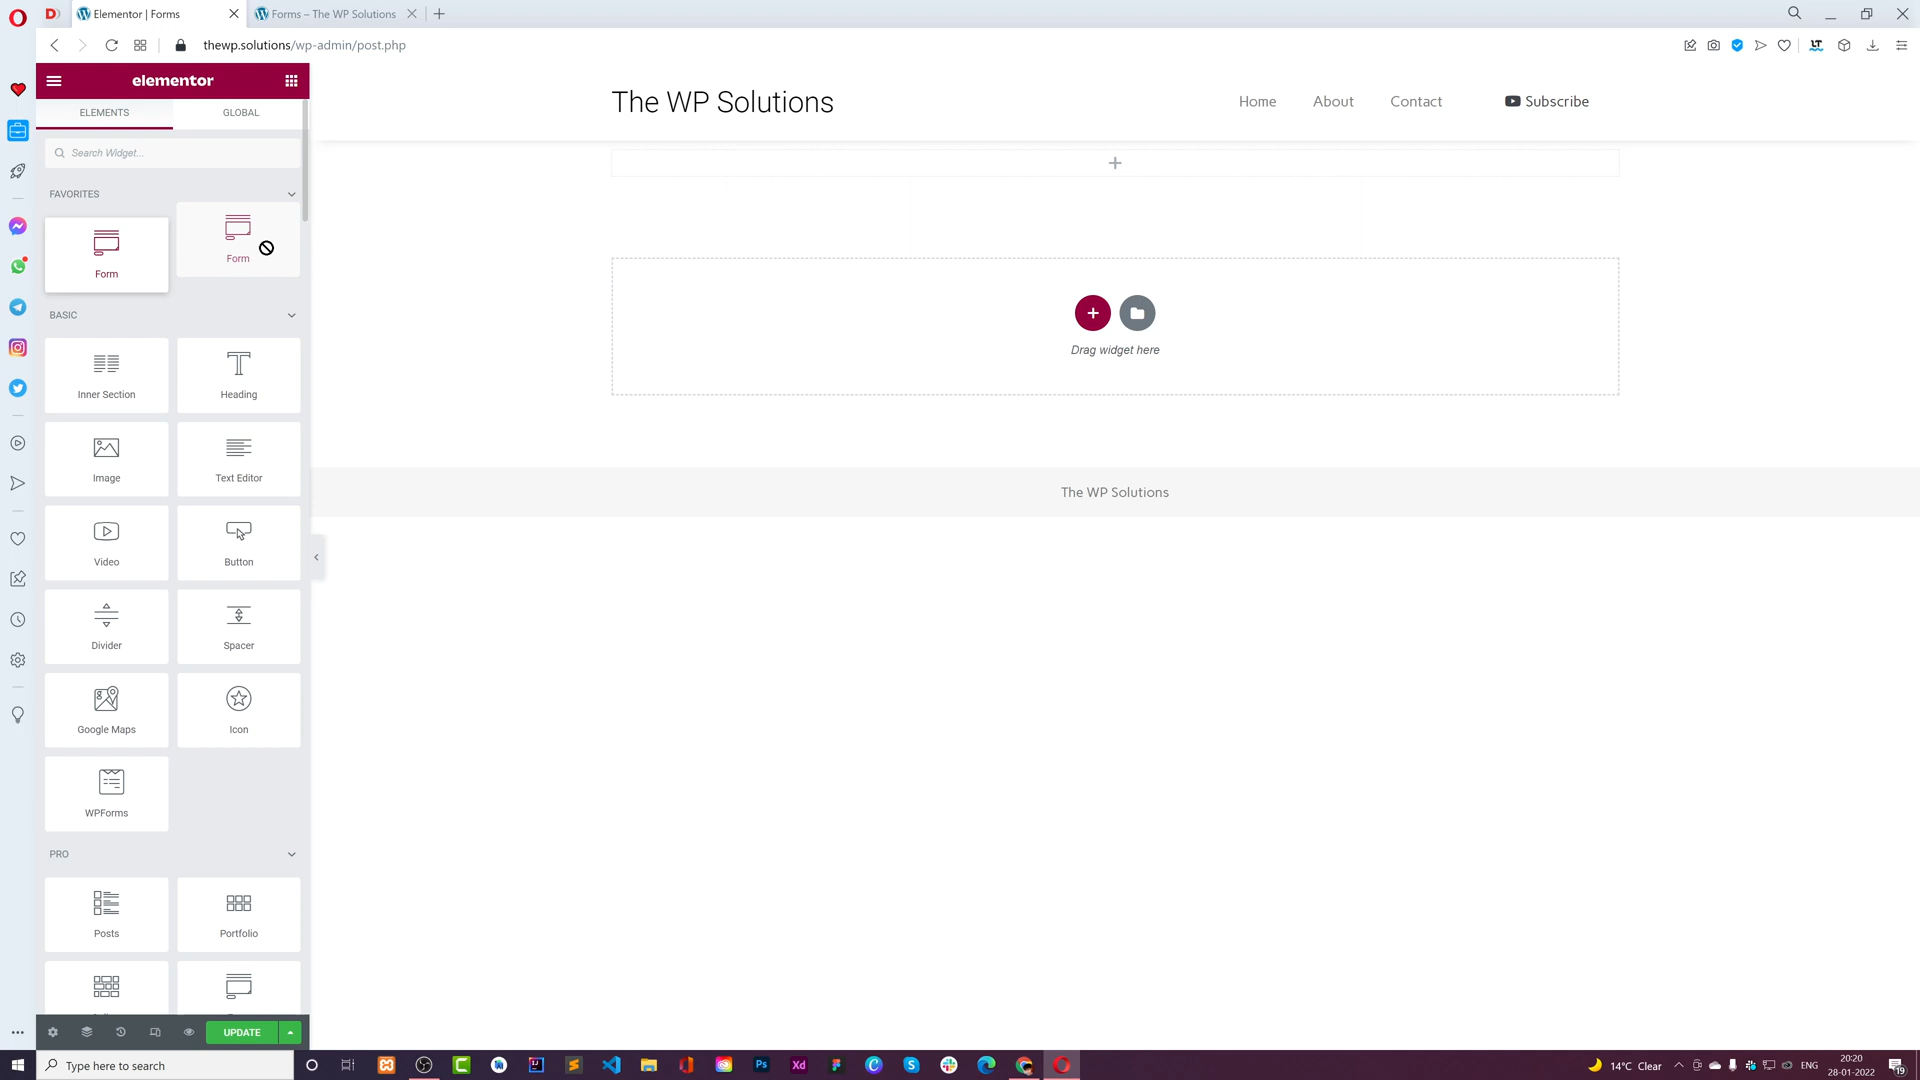 Elementor | Forms
Forms – The WP Solutions
thewp.solutions/wp-admin/post.php
elementor
ELEMENTS
GLOBAL
Search Widget...
FAVORITES
Form
Form
BASIC
Inner Section
Heading
Image
Text Editor
Video
Button
Divider
Spacer
Google Maps
Icon
WPForms
PRO
Posts
Portfolio
UPDATE
The WP Solutions
Home
About
Contact
Subscribe
Drag widget here
The WP Solutions
Type here to search
14°C Clear
ENG
20:20
28-01-2022
19